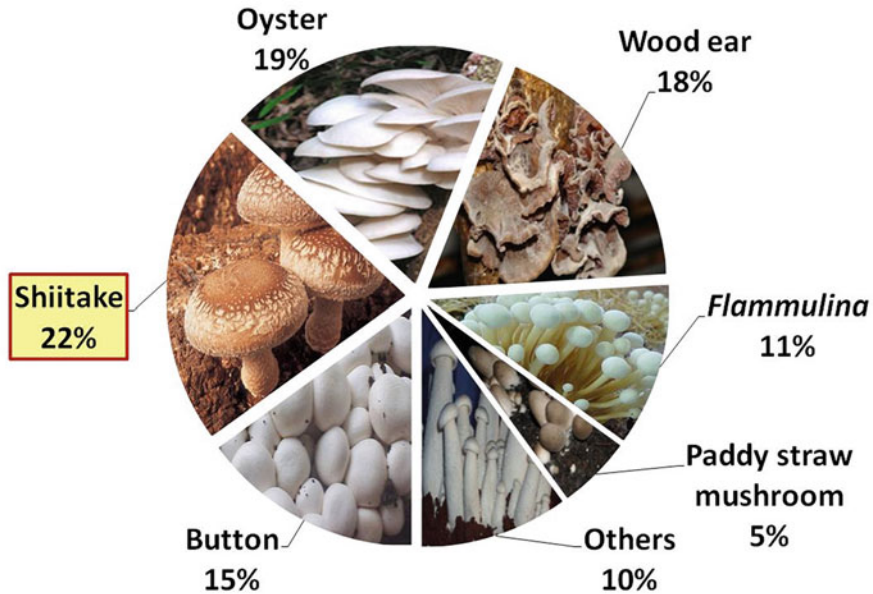 Oyster
19%
Wood ear
18%
Shiitake
22%
Flammulina
11%
Paddy straw
mushroom
5%
Button
15%
Others
10%